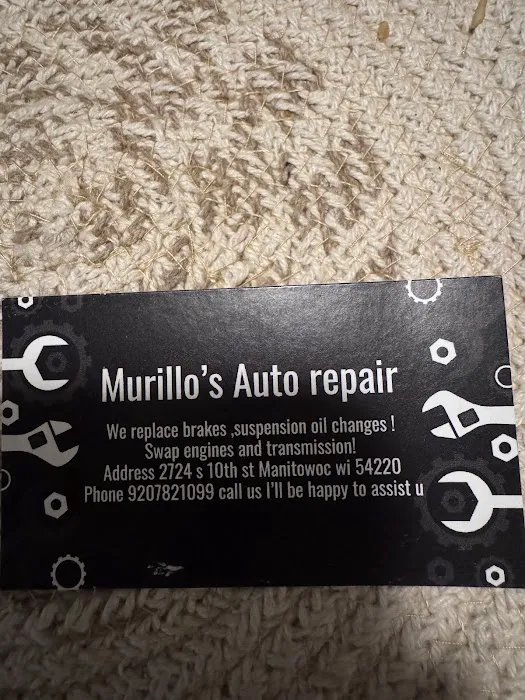 Murillo's Auto repair
We replace brakes ,suspension oil changes !
Swap engines and transmission!
Address 2724 s 10th st Manitowoc wi 54220
Phone 9207821099 call us I'll be happy to assist u